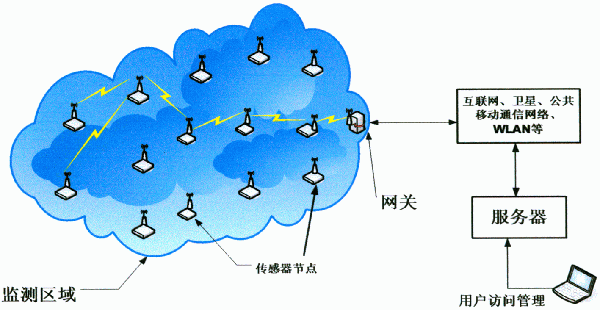 互联网、卫星、公共
移动通信网络、
WLAN等
网关
服务器
传感器节点
监测区域
用户访问管理